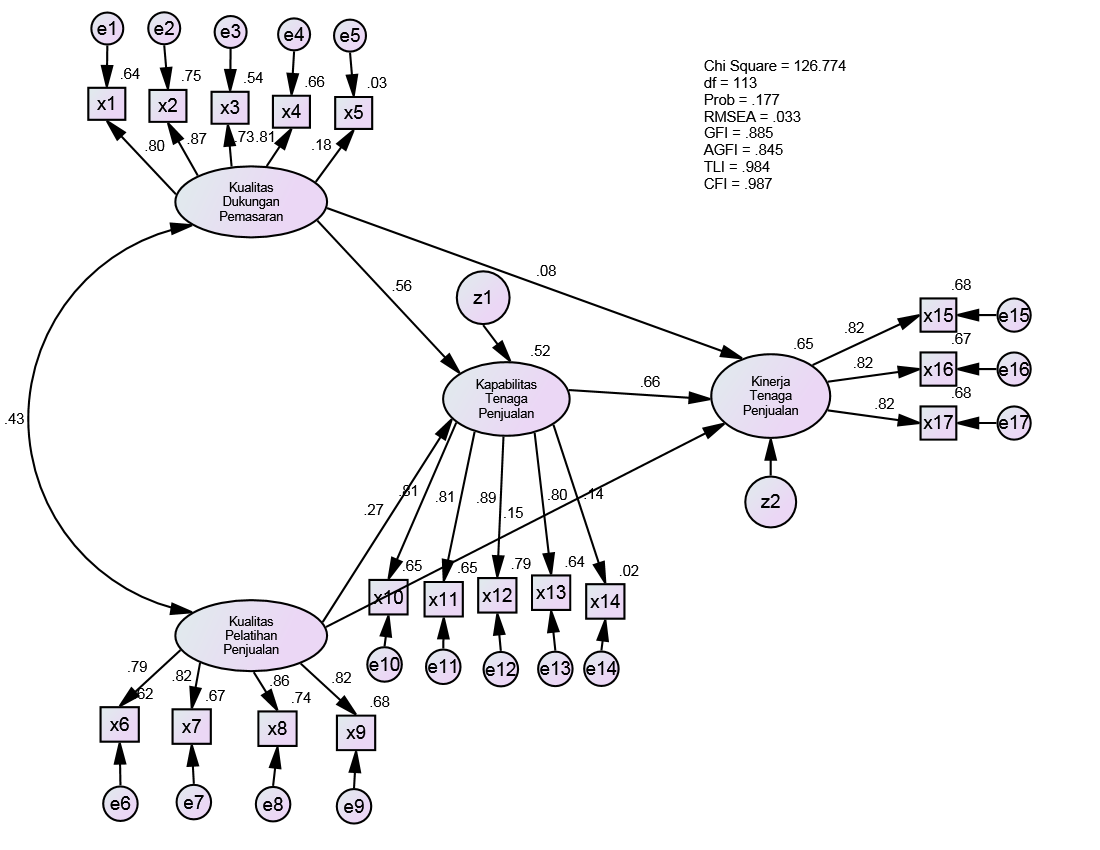 e1
e2
e3
e4
e5
.64
.75
.54
.66
.03
x1
x2
x3
x4
x5
.80
.87
.73
.81
.18
Kualitas
Dukungan
Pemasaran
Chi Square = 126.774
df = 113
Prob = .177
RMSEA = .033
GFI = .885
AGFI = .845
TLI = .984
CFI = .987
.08
.56
z1
.52
.43
Kapabilitas
Tenaga
Penjualan
.66
.65
Kinerja
Tenaga
Penjualan
z2
.82
.68
x15
e15
.82
.67
x16
e16
.82
.68
x17
e17
.27
.81
.81
.89
.15
.80
.14
.65
.65
.79
.64
.02
x10
x11
x12
x13
x14
e10
e11
e12
e13
e14
Kualitas
Pelatihan
Penjualan
.79
.82
.86
.82
.62
.67
.74
.68
x6
x7
x8
x9
e6
e7
e8
e9